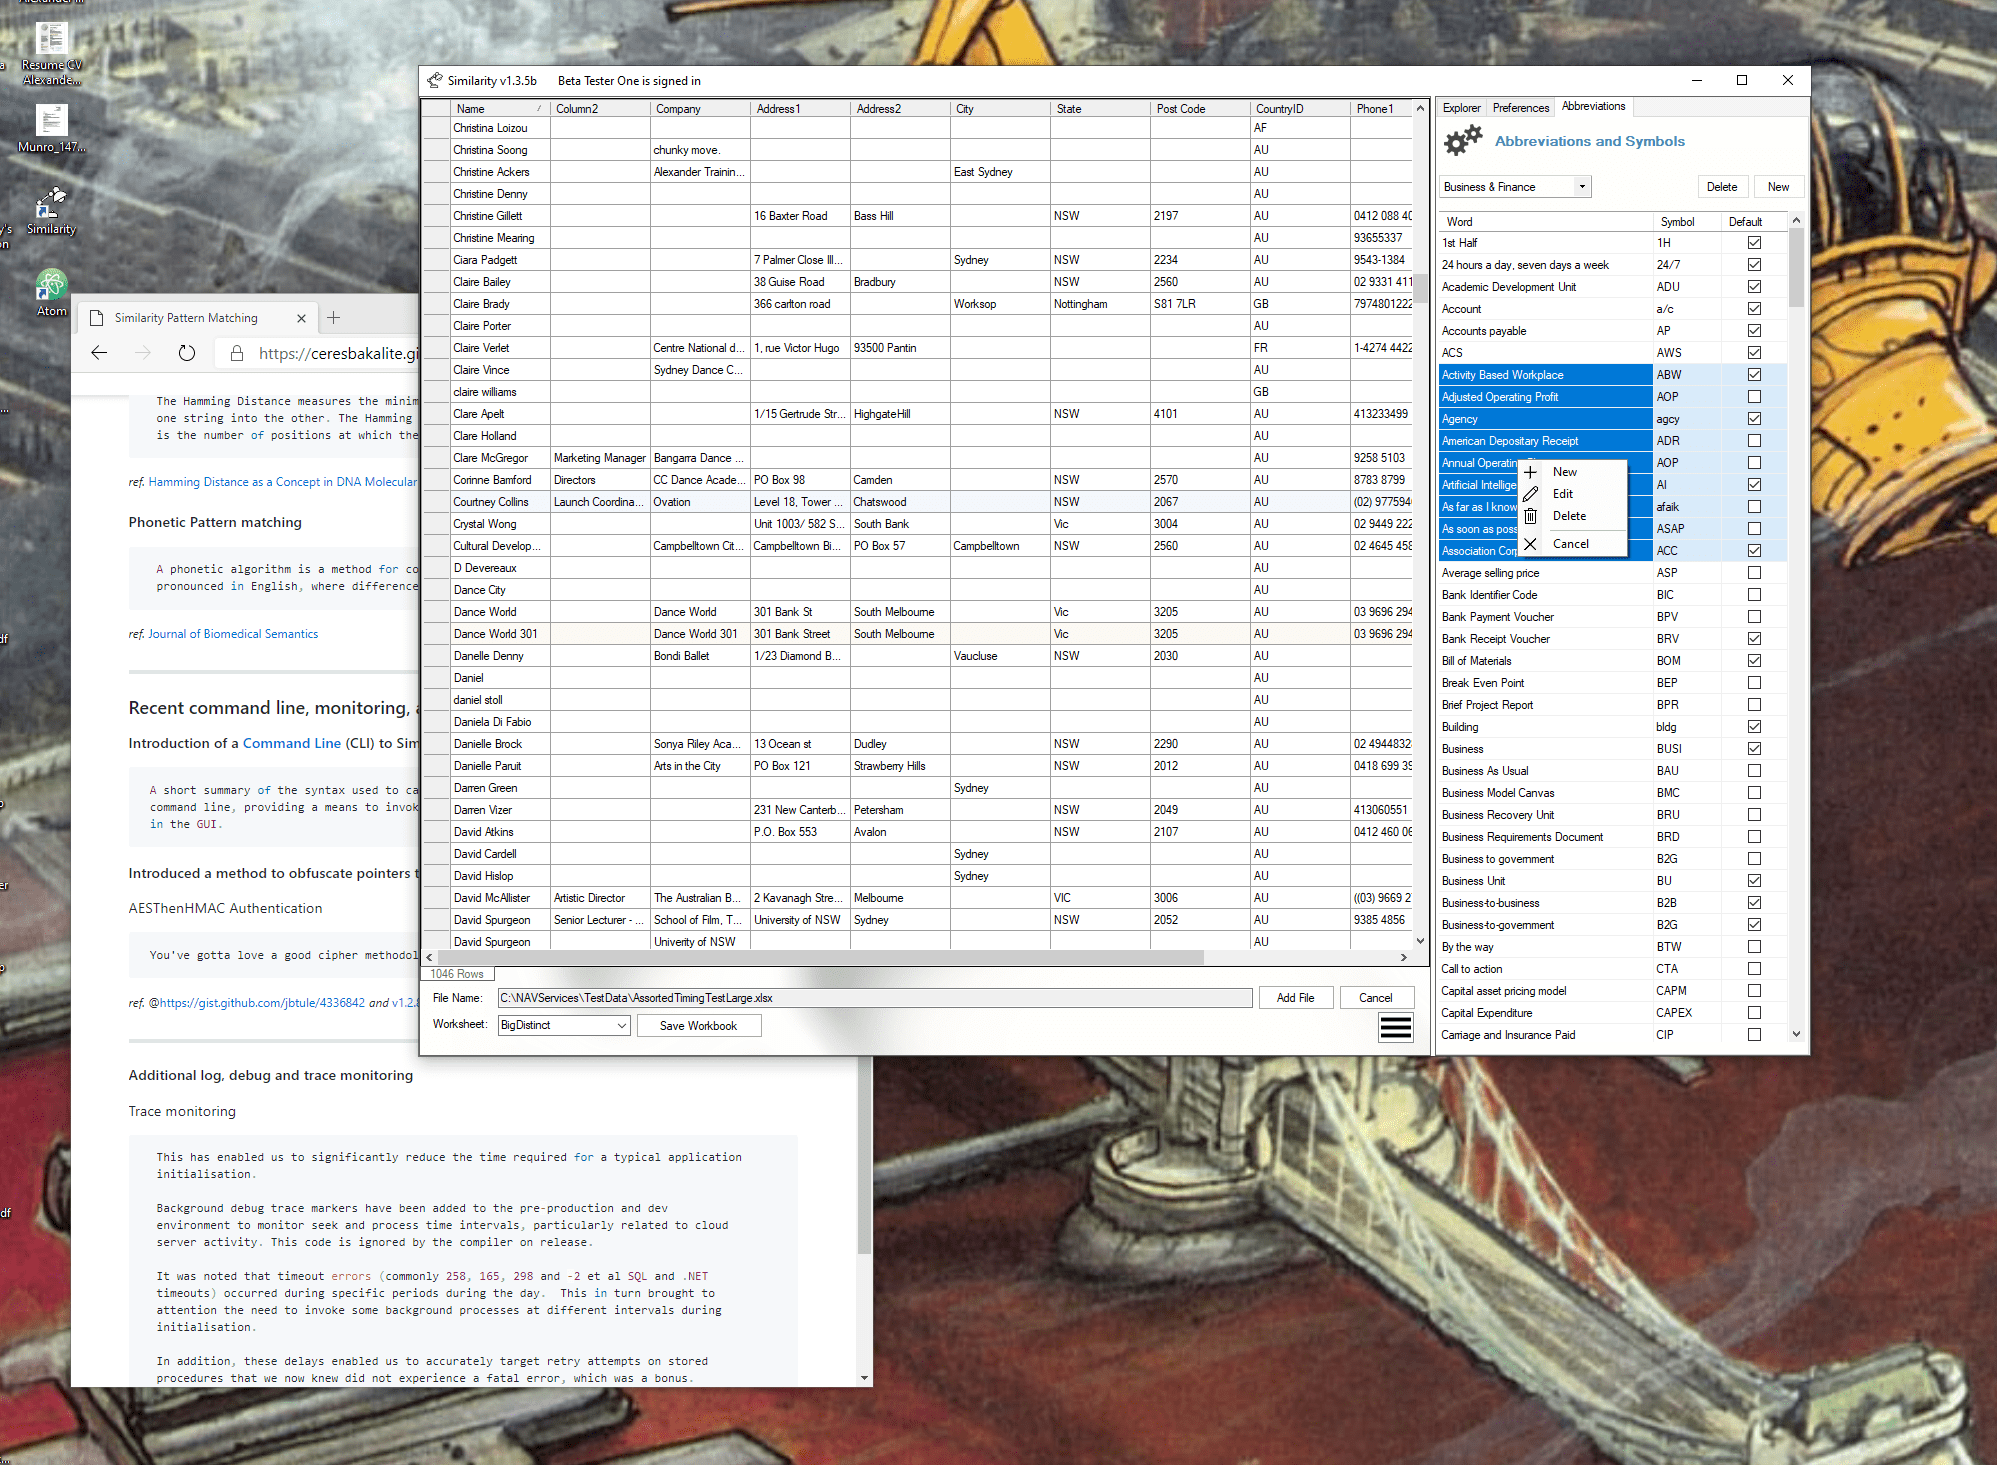 Resume CV
Alexande...
Munro_147...
Similarity
Atom
Similarity Pattern Matching
https://ceresbakalite.gi
The Hamming Distance measures the minim
one string into the other. The Hamming
is the number of positions at which the
ref. Hamming Distance as a Concept in DNA Molecular
Phonetic Pattern matching
A phonetic algorithm is a method for co
pronounced in English, where difference
ref. Journal of Biomedical Semantics
Recent command line, monitoring, a
Introduction of a Command Line (CLI) to Sim
A short summary of the syntax used to ca
command line, providing a means to invok
in the GUI.
Introduced a method to obfuscate pointers t
AESThenHMAC Authentication
You've gotta love a good cipher methodol
ref. @https://gist.github.com/jbtule/4336842 and v1.2.8
Additional log, debug and trace monitoring
Trace monitoring
This has enabled us to significantly reduce the time required for a typical application
initialisation.
Background debug trace markers have been added to the pre-production and dev
environment to monitor seek and process time intervals, particularly related to cloud
server activity. This code is ignored by the compiler on release.
It was noted that timeout errors (commonly 258, 165, 298 and -2 et al SQL and .NET
timeouts) occurred during specific periods during the day.  This in turn brought to
attention the need to invoke some background processes at different intervals during
initialisation.
In addition, these delays enabled us to accurately target retry attempts on stored
procedures that we now knew did not experience a fatal error, which was a bonus.
Similarity v1.3.5b Beta Tester One is signed in
Name Column2 Company Address1 Address2 City State Post Code CountryID Phone1
Christina Loizou AF
Christina Soong chunky move. AU
Christine Ackers Alexander Trainin... East Sydney AU
Christine Denny AU
Christine Gillett 16 Baxter Road Bass Hill NSW 2197 AU 0412 088 40
Christine Mearing AU 93655337
Ciara Padgett 7 Palmer Close Ill... Sydney NSW 2234 AU 9543-1384
Claire Bailey 38 Guise Road Bradbury NSW 2560 AU 02 9331 411
Claire Brady 366 carlton road Worksop Nottingham S81 7LR GB 7974801222
Claire Porter AU
Claire Verlet Centre National d... 1, rue Victor Hugo 93500 Pantin FR 1-4274 4422
Claire Vince Sydney Dance C... AU
claire williams GB
Clare Apelt 1/15 Gertrude Str... HighgateHill NSW 4101 AU 413233499
Clare Holland AU
Clare McGregor Marketing Manager Bangarra Dance ... AU 9258 5103
Corinne Bamford Directors CC Dance Acade... PO Box 98 Camden NSW 2570 AU 8783 8799
Courtney Collins Launch Coordina... Ovation Level 18, Tower ... Chatswood NSW 2067 AU (02) 977594
Crystal Wong Unit 1003/ 582 S... South Bank Vic 3004 AU 02 9449 222
Cultural Develop... Campbelltown Cit... Campbelltown Bi... PO Box 57 Campbelltown NSW 2560 AU 02 4645 458
D Devereaux AU
Dance City AU
Dance World Dance World 301 Bank St South Melbourne Vic 3205 AU 03 9696 294
Dance World 301 Dance World 301 301 Bank Street South Melbourne Vic 3205 AU 03 9696 294
Danelle Denny Bondi Ballet 1/23 Diamond B... Vaucluse NSW 2030 AU
Daniel AU
daniel stoll AU
Daniela Di Fabio AU
Danielle Brock Sonya Riley Aca... 13 Ocean st Dudley NSW 2290 AU 02 4944832
Danielle Paruit Arts in the City PO Box 121 Strawberry Hills NSW 2012 AU 0418 699 39
Darren Green Sydney AU
Darren Vizer 231 New Canterb... Petersham NSW 2049 AU 413060551
David Atkins P.O. Box 553 Avalon NSW 2107 AU 0412 460 06
David Cardell Sydney AU
David Hislop Sydney AU
David McAllister Artistic Director The Australian B... 2 Kavanagh Stre... Melbourne VIC 3006 AU ((03) 9669 2
David Spurgeon Senior Lecturer - ... School of Film, T... University of NSW Sydney NSW 2052 AU 9385 4856
David Spurgeon Univerity of NSW AU
1046 Rows
File Name: C:\NAVServices\TestData\AssortedTimingTestLarge.xlsx Add File Cancel
Worksheet: BigDistinct Save Workbook
Explorer Preferences Abbreviations
Abbreviations and Symbols
Business & Finance Delete New
Word Symbol Default
1st Half 1H
24 hours a day, seven days a week 24/7
Academic Development Unit ADU
Account a/c
Accounts payable AP
ACS AWS
Activity Based Workplace ABW
Adjusted Operating Profit AOP
Agency agcy
American Depositary Receipt ADR
Annual Operatin AOP
Artificial Intellige AI
As far as I know afaik
As soon as poss ASAP
Association Corp ACC
New
Edit
Delete
Cancel
Average selling price ASP
Bank Identifier Code BIC
Bank Payment Voucher BPV
Bank Receipt Voucher BRV
Bill of Materials BOM
Break Even Point BEP
Brief Project Report BPR
Building bldg
Business BUSI
Business As Usual BAU
Business Model Canvas BMC
Business Recovery Unit BRU
Business Requirements Document BRD
Business to government B2G
Business Unit BU
Business-to-business B2B
Business-to-government B2G
By the way BTW
Call to action CTA
Capital asset pricing model CAPM
Capital Expenditure CAPEX
Carriage and Insurance Paid CIP